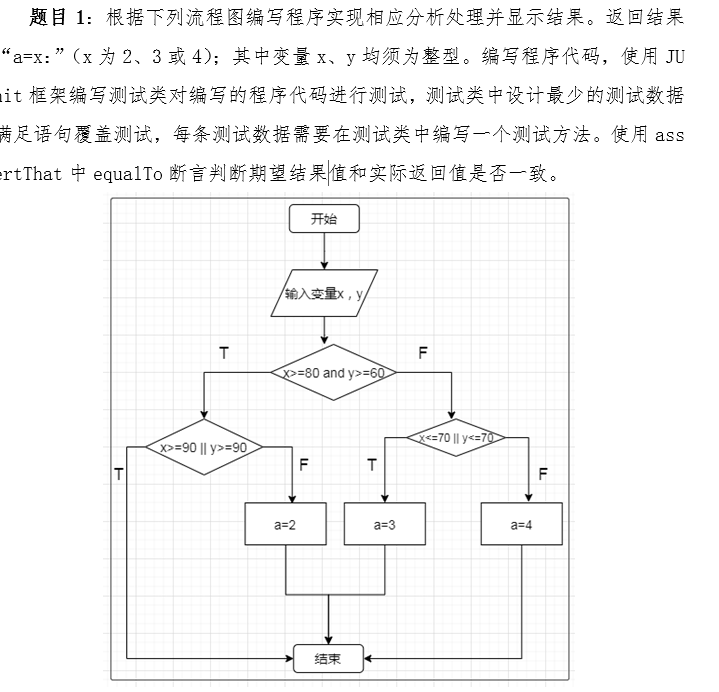 题目 1：根据下列流程图编写程序实现相应分析处理并显示结果。返回结果
“a=x:”（x 为 2、3 或 4）；其中变量 x、y 均须为整型。编写程序代码，使用 JU
nit 框架编写测试类对编写的程序代码进行测试，测试类中设计最少的测试数据
满足语句覆盖测试，每条测试数据需要在测试类中编写一个测试方法。使用 ass
ertThat 中 equalTo 断言判断期望结果值和实际返回值是否一致。
开始
输入变量x，y
T
F
x>=80 and y>=60
x>=90 || y>=90
x<=70 || y<=70
T
F
T
F
a=2
a=3
a=4
结束